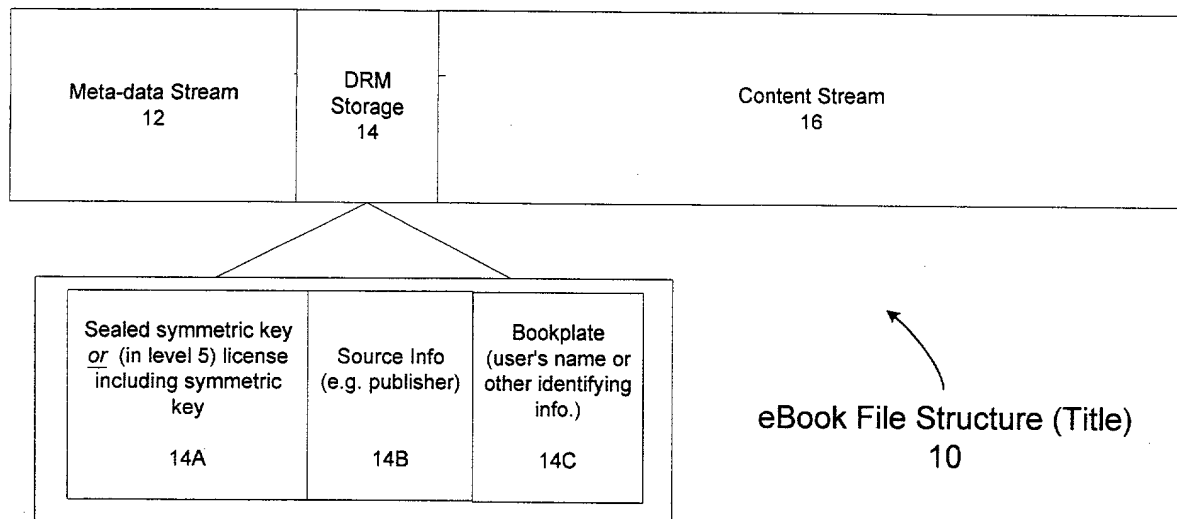 Meta-data Stream
12
DRM
Storage
14
Content Stream
16
Sealed symmetric key
or (in level 5) license
including symmetric
key
14A
Source Info
(e.g. publisher)
14B
Bookplate
(user's name or
other identifying
info.)
14C
eBook File Structure (Title)
10